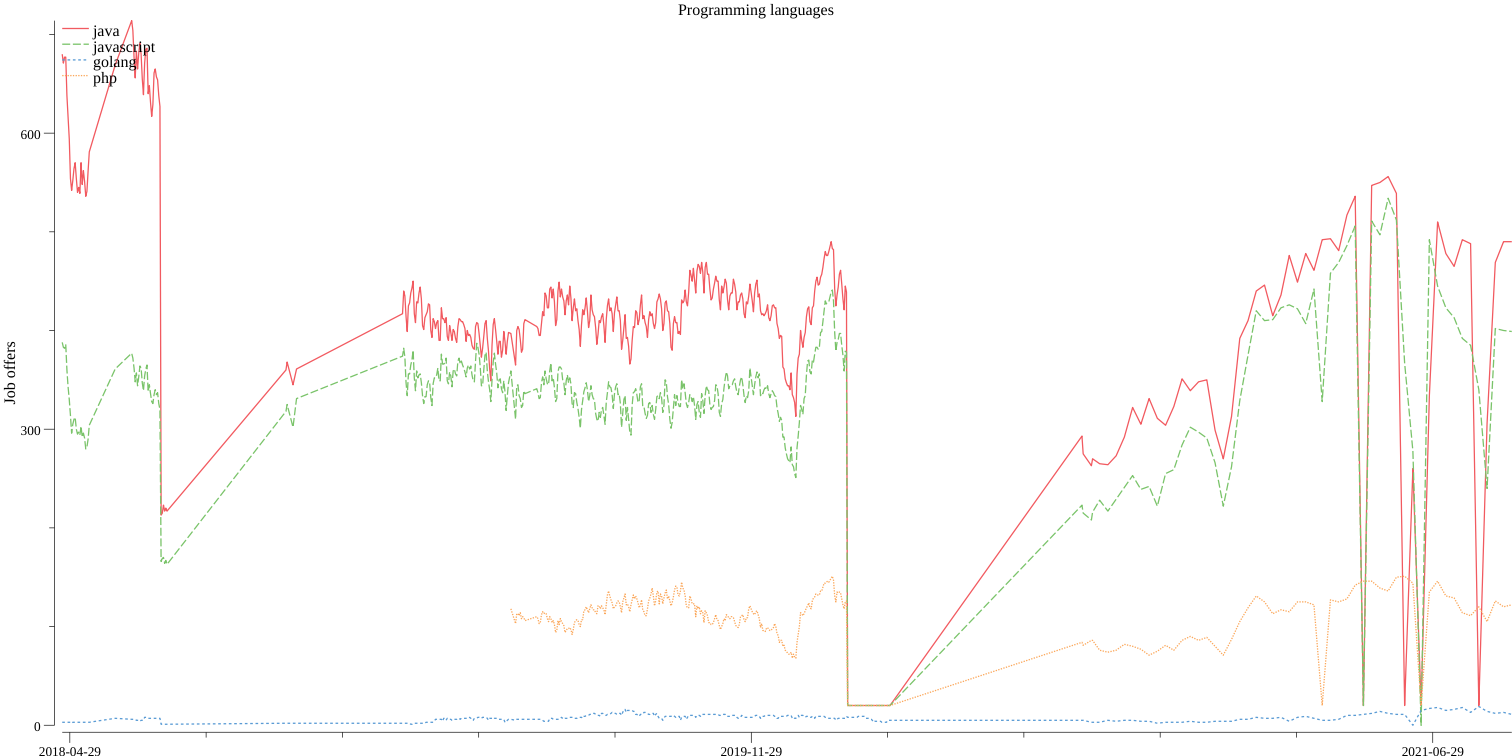 Programming languages
java
javascript
golang
php
Job offers
600
300
0
2018-04-29
2019-11-29
2021-06-29